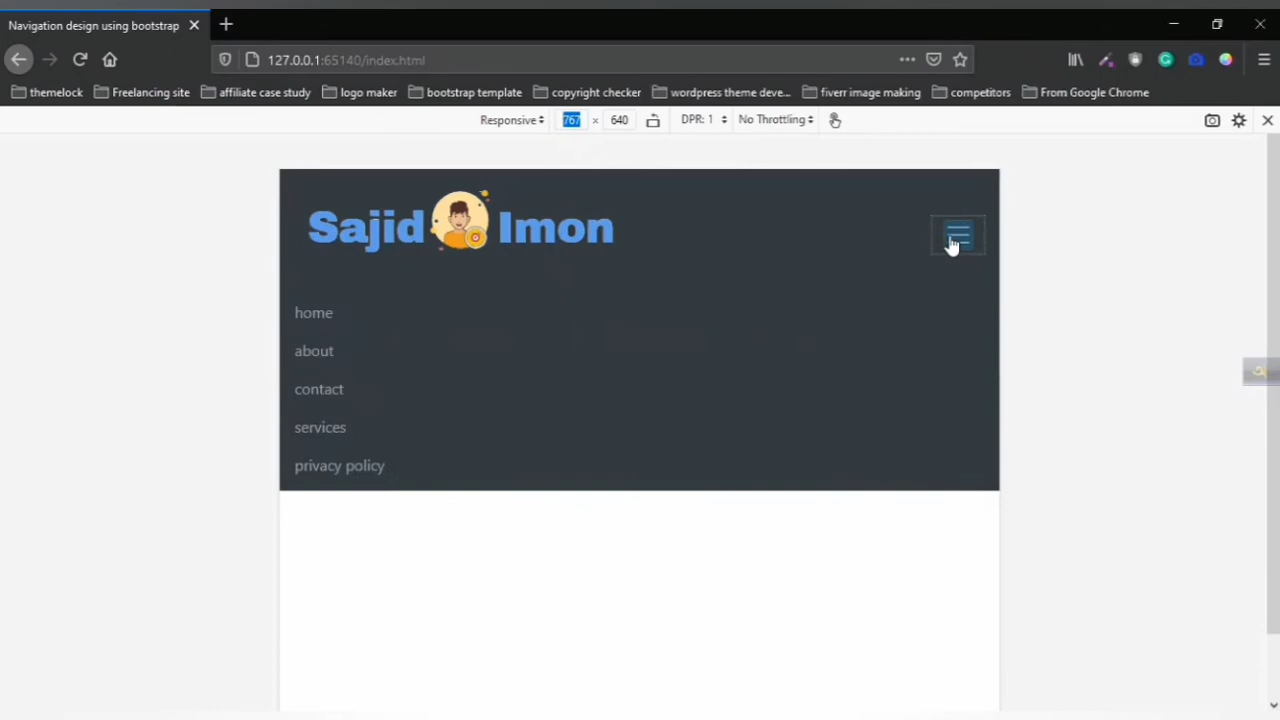 Navigation design using bootstrap
127.0.0.1:65140/index.html
themelock Freelancing site affiliate case study logo maker bootstrap template copyright checker wordpress theme deve... fiverr image making competitors From Google Chrome
Responsive 767 × 640 DPR: 1 No Throttling
Sajid Imon
home
about
contact
services
privacy policy